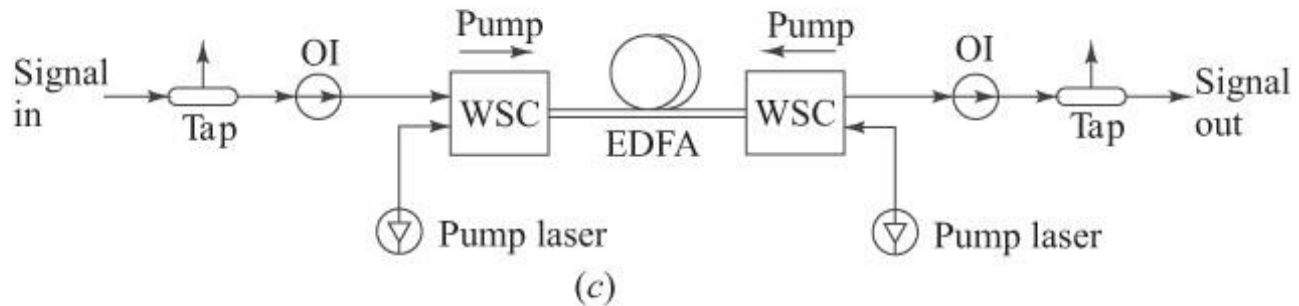 Pump
Pump
OI
OI
Signal
in
Signal
out
Tap
WSC
WSC
Tap
EDFA
Pump laser
Pump laser
(c)